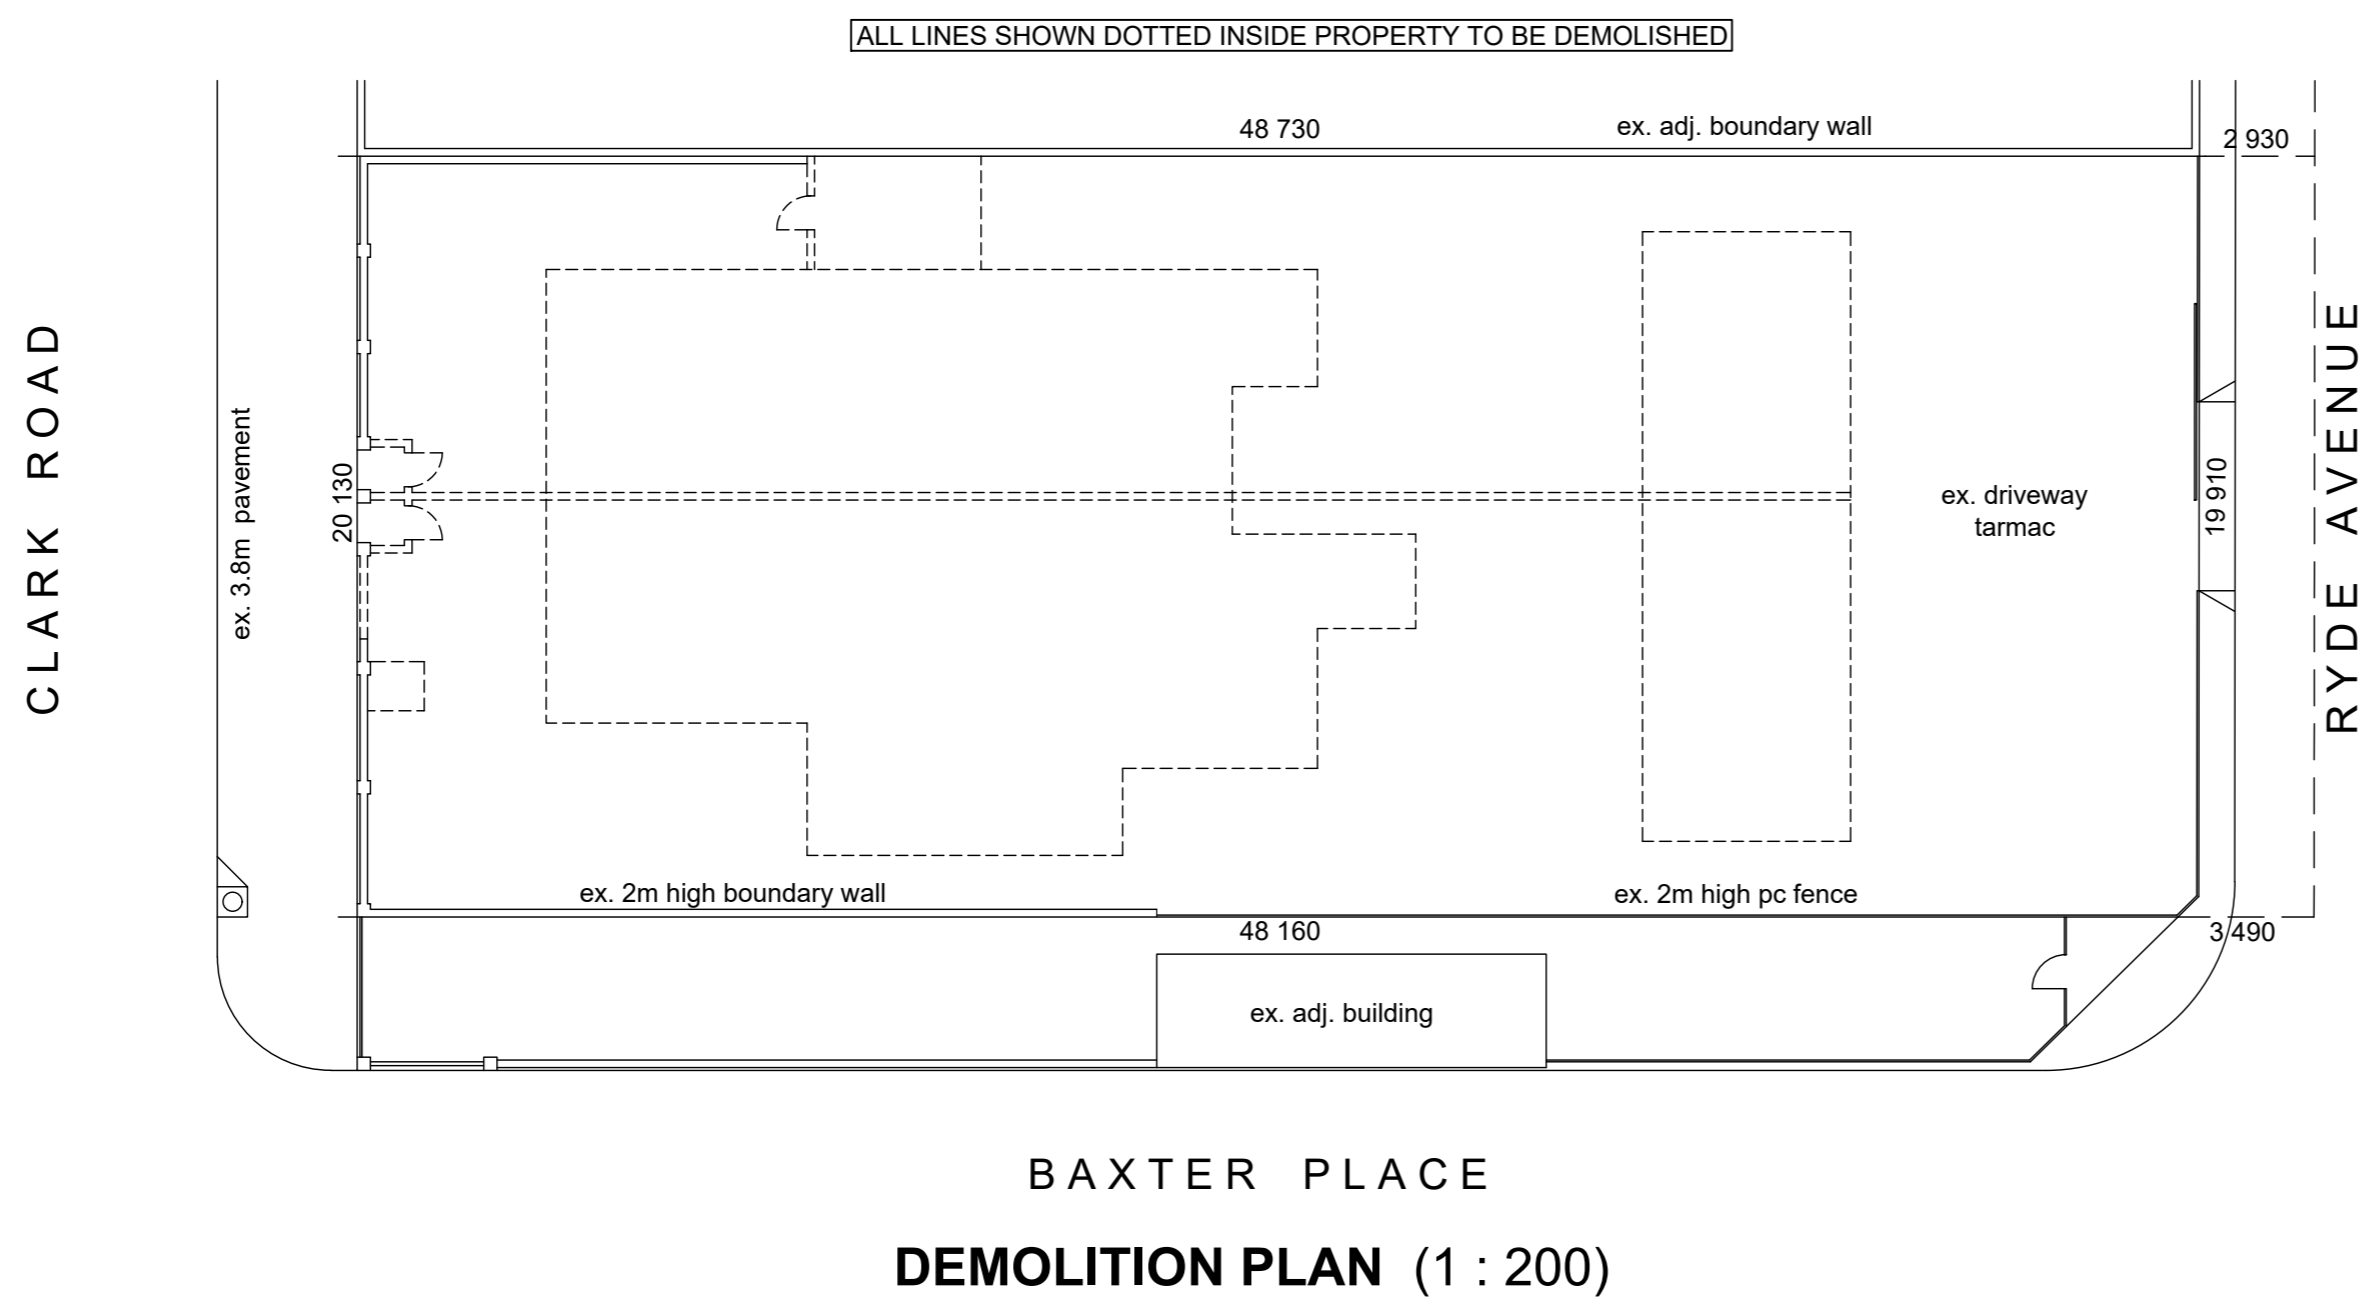 ALL LINES SHOWN DOTTED INSIDE PROPERTY TO BE DEMOLISHED
48 730
ex. adj. boundary wall
2 930
CLARK ROAD
ex. 3.8m pavement
20 130
ex. driveway
tarmac
19 910
RYDE AVENUE
ex. 2m high boundary wall
ex. 2m high pc fence
48 160
3 490
ex. adj. building
BAXTER PLACE
DEMOLITION PLAN (1 : 200)